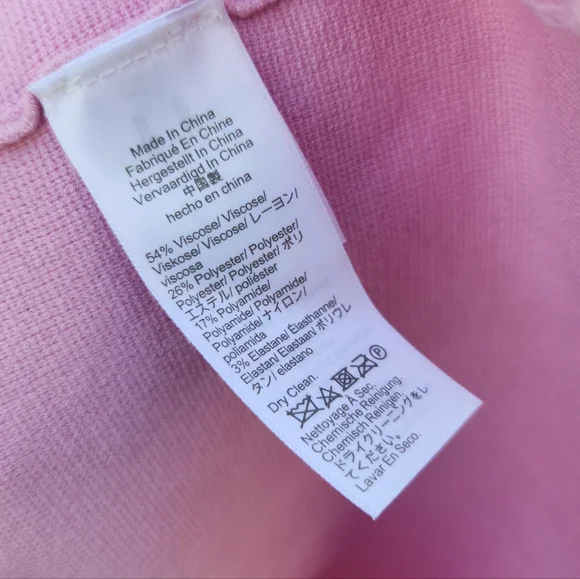 Made In China
Fabriqué En Chine
Hergestellt In China
Vervaardigd In China
中国製
hecho en china
54% Viscose/ Viscose/
Viskose/ Viscose/ レーヨン/
viscosa
26% Polyester/ Polyester/
Polyester/ Polyester/ ポリ
エステル/ poliéster
17% Polyamide/
Polyamide/ Polyamid/
Polyamide/ ナイロン/
poliamida
3% Elastane/ Élasthanne/
Elastan/ Elastaan/ ポリウレ
タン/ elastano
Dry Clean.
P
Nettoyage À Sec.
Chemische Reinigung.
Chemisch Reinigen.
ドライクリーニングをし
てください。
Lavar En Seco.